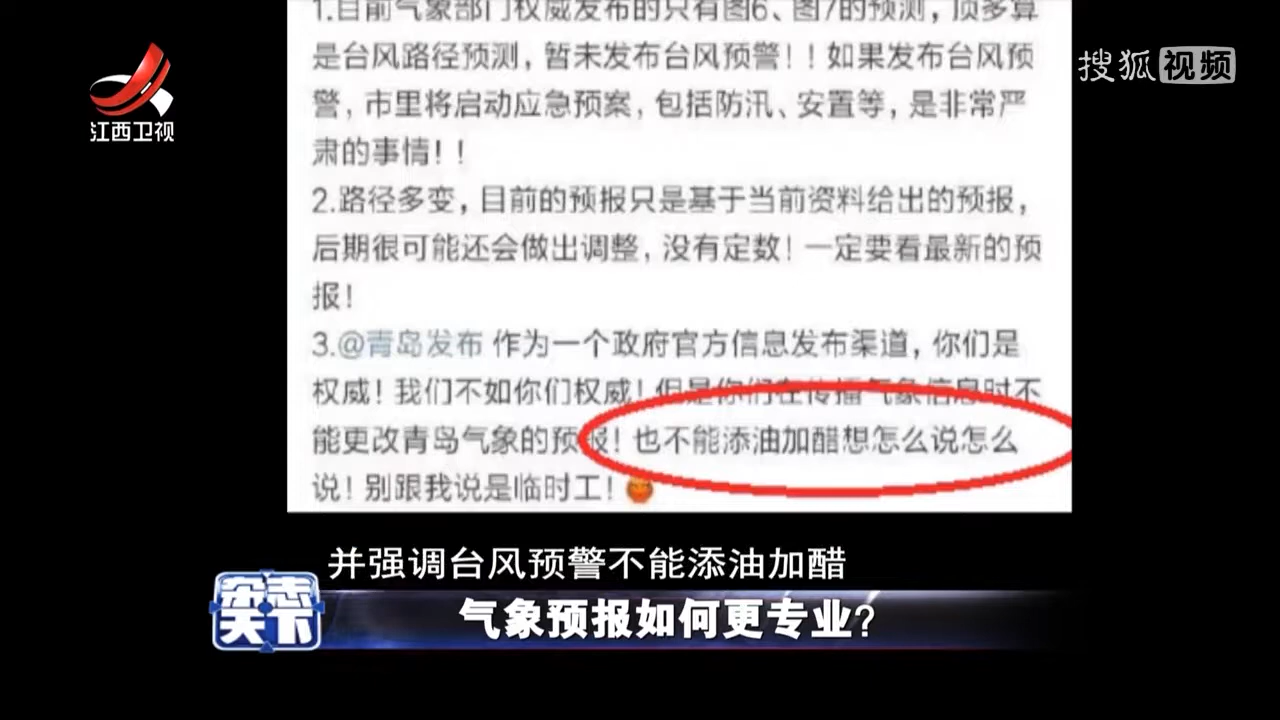 1.目前气象部门权威发布的只有图6、图7的预测，顶多算
是台风路径预测，暂未发布台风预警！！如果发布台风预
警，市里将启动应急预案，包括防汛、安置等，是非常严
肃的事情！！
2.路径多变，目前的预报只是基于当前资料给出的预报，
后期很可能还会做出调整，没有定数！一定要看最新的预
报！
3.@青岛发布 作为一个政府官方信息发布渠道，你们是
权威！我们不如你们权威！但是你们在传播气象信息时不
能更改青岛气象的预报！也不能添油加醋想怎么说怎么
说！别跟我说是临时工！
江西卫视
搜狐视频
并强调台风预警不能添油加醋
杂志
天下
气象预报如何更专业?